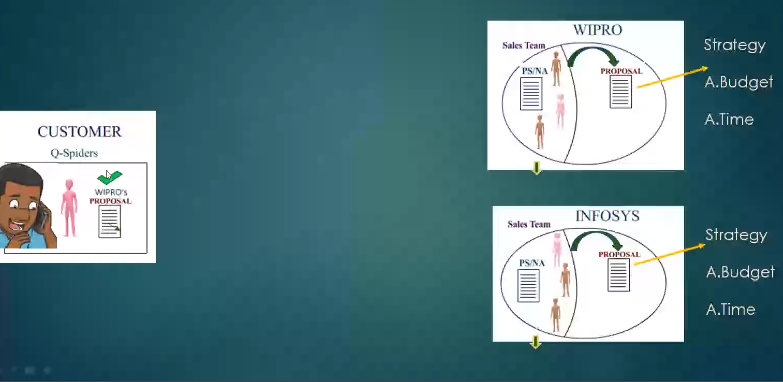 CUSTOMER
Q-Spiders
WIPRO's
PROPOSAL
WIPRO
Sales Team
PS/NA
PROPOSAL
Strategy
A.Budget
A.Time
INFOSYS
Sales Team
PS/NA
PROPOSAL
Strategy
A.Budget
A.Time